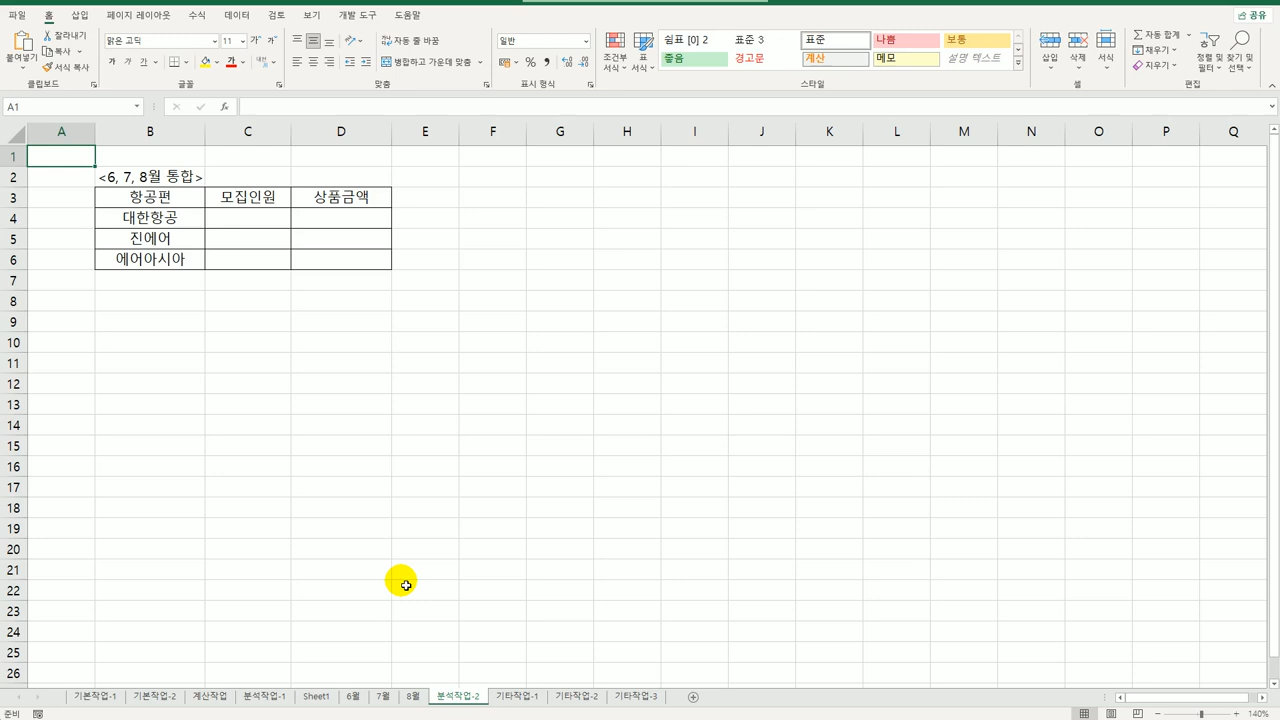 파일 홈 삽입 페이지 레이아웃 수식 데이터 검토 보기 개발 도구 도움말 공유
붙여넣기 잘라내기 복사 서식 복사 클립보드
맑은 고딕 11 가 가 가 가 가 가 내천 글꼴
자동 줄 바꿈 병합하고 가운데 맞춤 맞춤
일반 % 표시 형식
조건부 서식 표 서식
쉼표 [0] 2 표준 3 표준 나쁨 보통
좋음 경고문 계산 메모 설명 텍스트
스타일
삽입 삭제 서식 셀
자동 합계 채우기 지우기 정렬 및 필터 찾기 및 선택 편집
A1 fx
A B C D E F G H I J K L M N O P Q
1
2 <6, 7, 8월 통합>
3 항공편 모집인원 상품금액
4 대한항공
5 진에어
6 에어아시아
7
8
9
10
11
12
13
14
15
16
17
18
19
20
21
22
23
24
25
26
기본작업-1 기본작업-2 계산작업 분석작업-1 Sheet1 6월 7월 8월 분석작업-2 기타작업-1 기타작업-2 기타작업-3
준비 140%